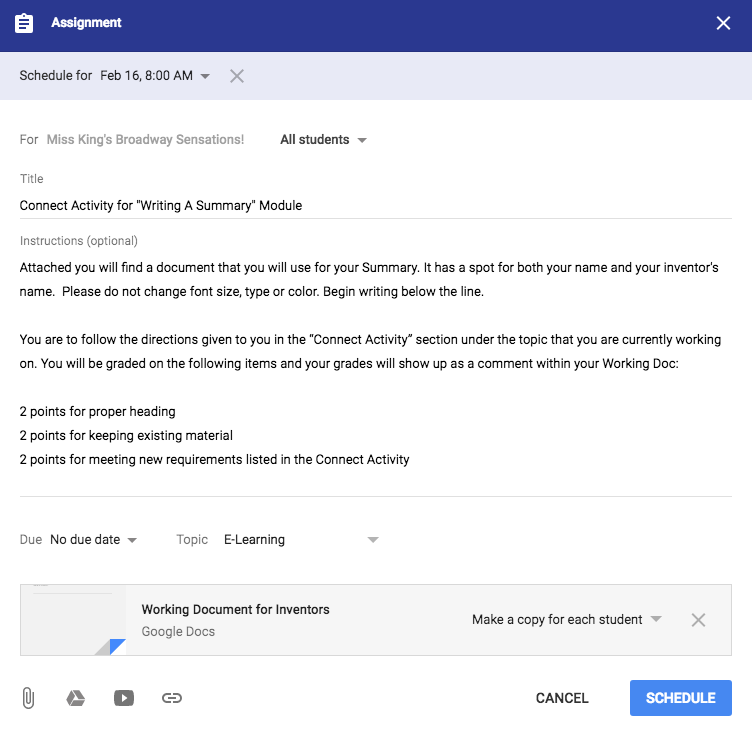 Assignment
Schedule for Feb 16, 8:00 AM
For Miss King's Broadway Sensations! All students
Title
Connect Activity for "Writing A Summary" Module
Instructions (optional)
Attached you will find a document that you will use for your Summary. It has a spot for both your name and your inventor's
name.  Please do not change font size, type or color. Begin writing below the line.
You are to follow the directions given to you in the “Connect Activity” section under the topic that you are currently working
on. You will be graded on the following items and your grades will show up as a comment within your Working Doc:
2 points for proper heading
2 points for keeping existing material
2 points for meeting new requirements listed in the Connect Activity
Due No due date Topic E-Learning
Working Document for Inventors
Google Docs
Make a copy for each student
CANCEL SCHEDULE